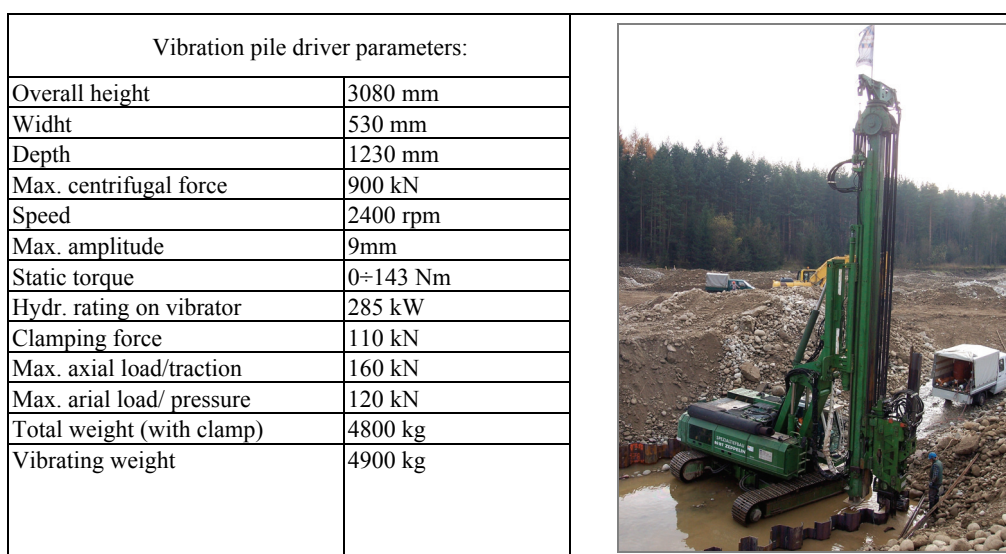 Vibration pile driver parameters:
Overall height 3080 mm
Widht 530 mm
Depth 1230 mm
Max. centrifugal force 900 kN
Speed 2400 rpm
Max. amplitude 9mm
Static torque 0÷143 Nm
Hydr. rating on vibrator 285 kW
Clamping force 110 kN
Max. axial load/traction 160 kN
Max. arial load/ pressure 120 kN
Total weight (with clamp) 4800 kg
Vibrating weight 4900 kg